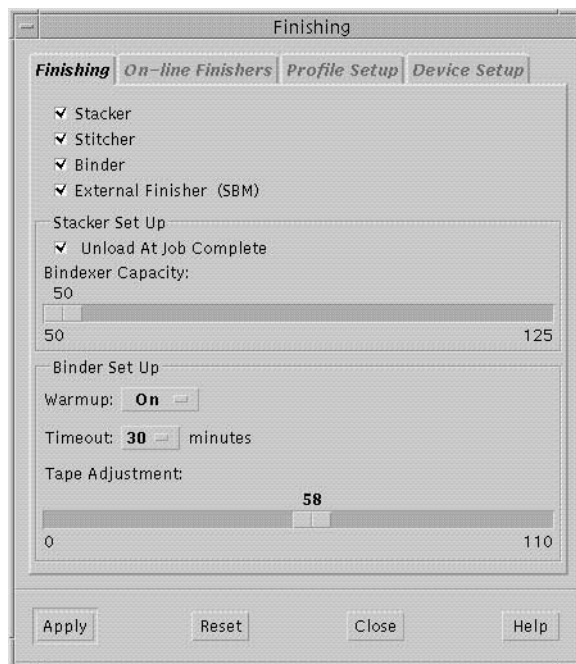 Finishing
Finishing On-line Finishers Profile Setup Device Setup
Stacker
Stitcher
Binder
External Finisher (SBM)
Stacker Set Up
Unload At Job Complete
Bindexer Capacity:
50
50 125
Binder Set Up
Warmup: On
Timeout: 30 minutes
Tape Adjustment:
58
0 110
Apply Reset Close Help